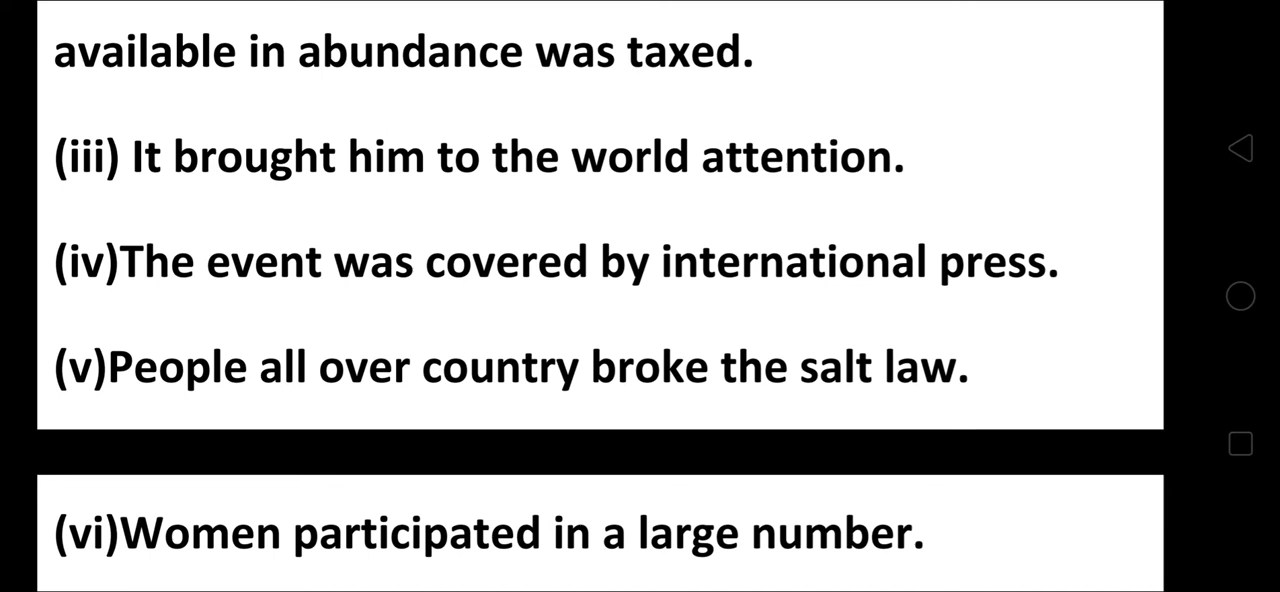 available in abundance was taxed.
(iii) It brought him to the world attention.
(iv)The event was covered by international press.
(v)People all over country broke the salt law.
(vi)Women participated in a large number.